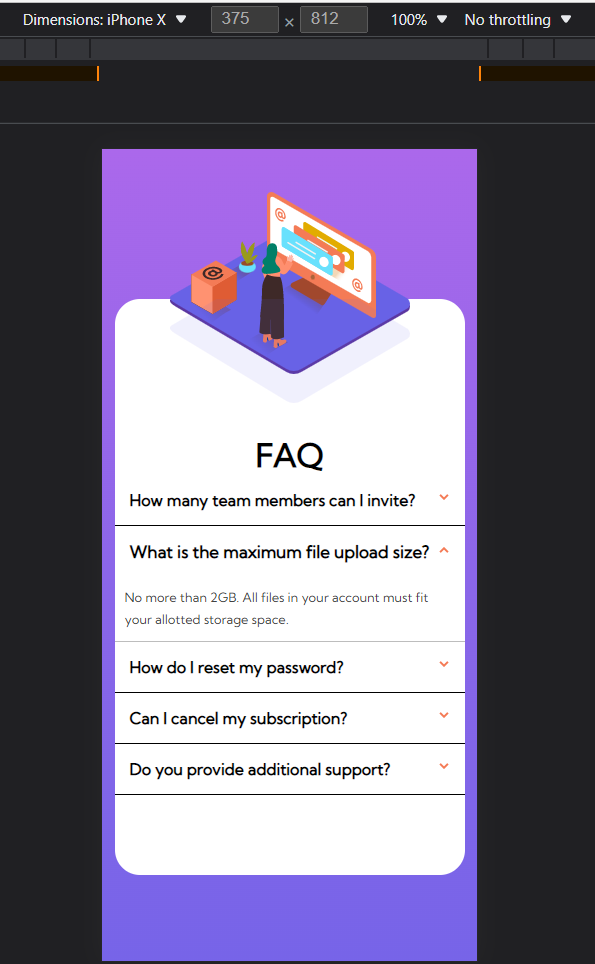 Dimensions: iPhone X ▼ 375 × 812 100% ▼ No throttling ▼
@
@
@
FAQ
How many team members can I invite?
What is the maximum file upload size?
No more than 2GB. All files in your account must fit
your allotted storage space.
How do I reset my password?
Can I cancel my subscription?
Do you provide additional support?